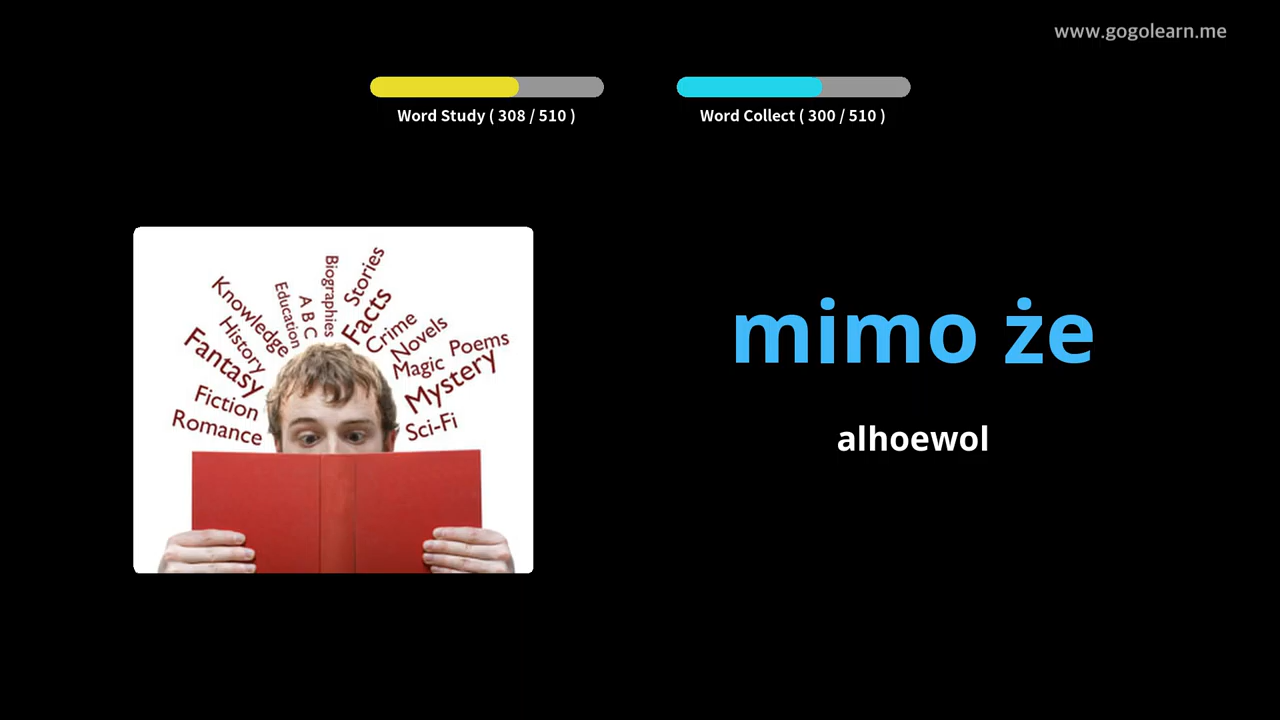 www.gogolearn.me
Word Study ( 308 / 510 )
Word Collect ( 300 / 510 )
Knowledge
History
Fantasy
Fiction
Romance
Education
A B C
Biographies
Stories
Facts
Crime
Novels
Magic
Poems
Mystery
Sci-Fi
mimo że
alhoewol